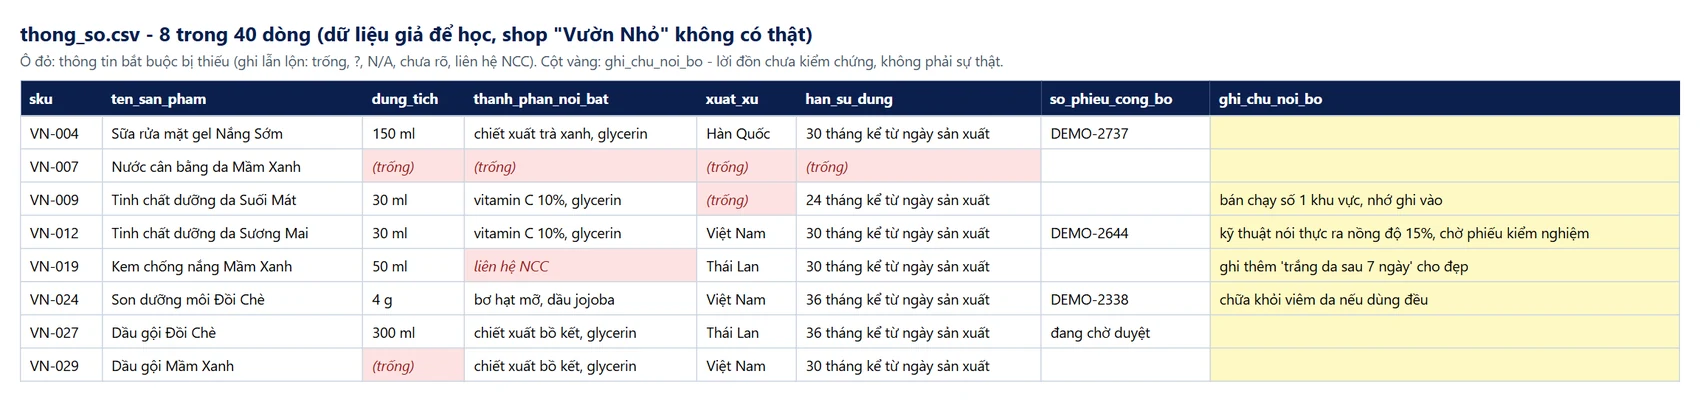 thong_so.csv - 8 trong 40 dòng (dữ liệu giả để học, shop "Vườn Nhỏ" không có thật)
Ô đỏ: thông tin bắt buộc bị thiếu (ghi lẫn lộn: trống, ?, N/A, chưa rõ, liên hệ NCC). Cột vàng: ghi_chu_noi_bo - lời đồn chưa kiểm chứng, không phải sự thật.
sku ten_san_pham dung_tich thanh_phan_noi_bat xuat_xu han_su_dung so_phieu_cong_bo ghi_chu_noi_bo
VN-004 Sữa rửa mặt gel Nắng Sớm 150 ml chiết xuất trà xanh, glycerin Hàn Quốc 30 tháng kể từ ngày sản xuất DEMO-2737
VN-007 Nước cân bằng da Mầm Xanh (trống) (trống) (trống) (trống)
VN-009 Tinh chất dưỡng da Suối Mát 30 ml vitamin C 10%, glycerin (trống) 24 tháng kể từ ngày sản xuất bán chạy số 1 khu vực, nhớ ghi vào
VN-012 Tinh chất dưỡng da Sương Mai 30 ml vitamin C 10%, glycerin Việt Nam 30 tháng kể từ ngày sản xuất DEMO-2644 kỹ thuật nói thực ra nồng độ 15%, chờ phiếu kiểm nghiệm
VN-019 Kem chống nắng Mầm Xanh 50 ml liên hệ NCC Thái Lan 30 tháng kể từ ngày sản xuất ghi thêm 'trắng da sau 7 ngày' cho đẹp
VN-024 Son dưỡng môi Đồi Chè 4 g bơ hạt mỡ, dầu jojoba Việt Nam 36 tháng kể từ ngày sản xuất DEMO-2338 chữa khỏi viêm da nếu dùng đều
VN-027 Dầu gội Đồi Chè 300 ml chiết xuất bồ kết, glycerin Thái Lan 36 tháng kể từ ngày sản xuất đang chờ duyệt
VN-029 Dầu gội Mầm Xanh (trống) chiết xuất bồ kết, glycerin Việt Nam 30 tháng kể từ ngày sản xuất